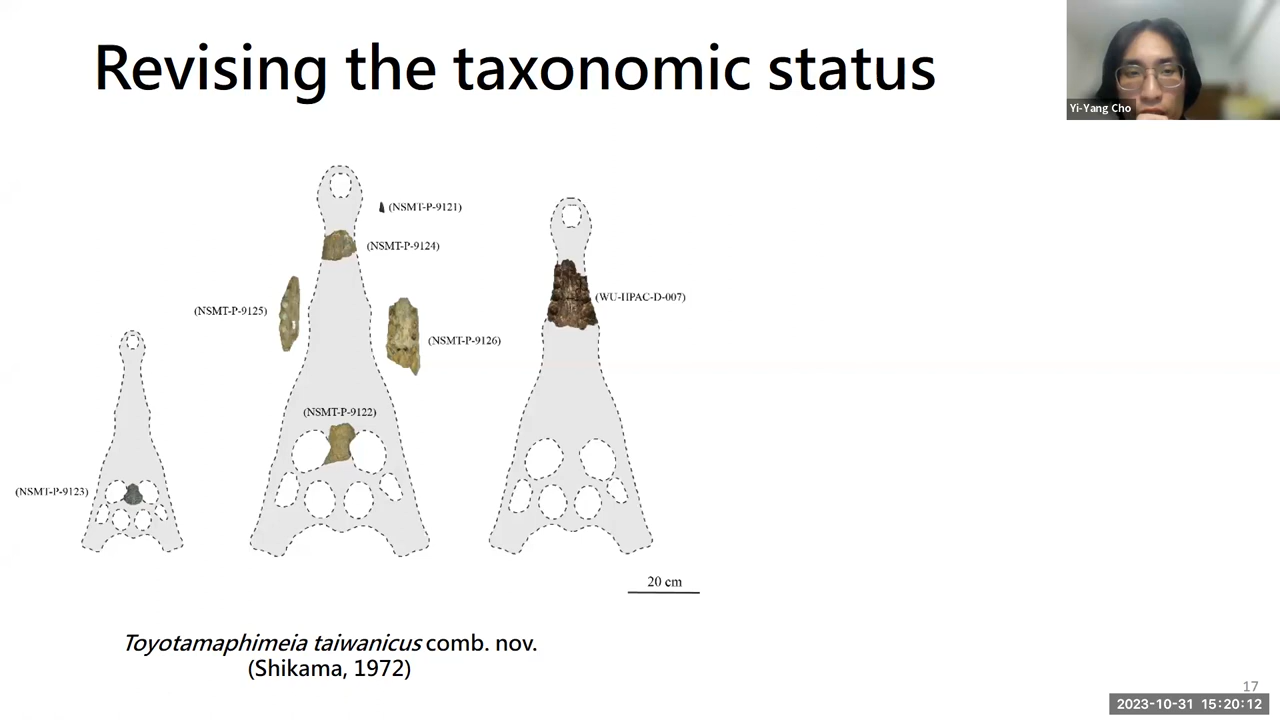 Revising the taxonomic status
Yi-Yang Cho
(NSMT-P-9121)
(NSMT-P-9124)
(WU-HPAC-D-007)
(NSMT-P-9125)
(NSMT-P-9126)
(NSMT-P-9122)
(NSMT-P-9123)
20 cm
Toyotamaphimeia taiwanicus comb. nov.
(Shikama, 1972)
17
2023-10-31 15:20:12